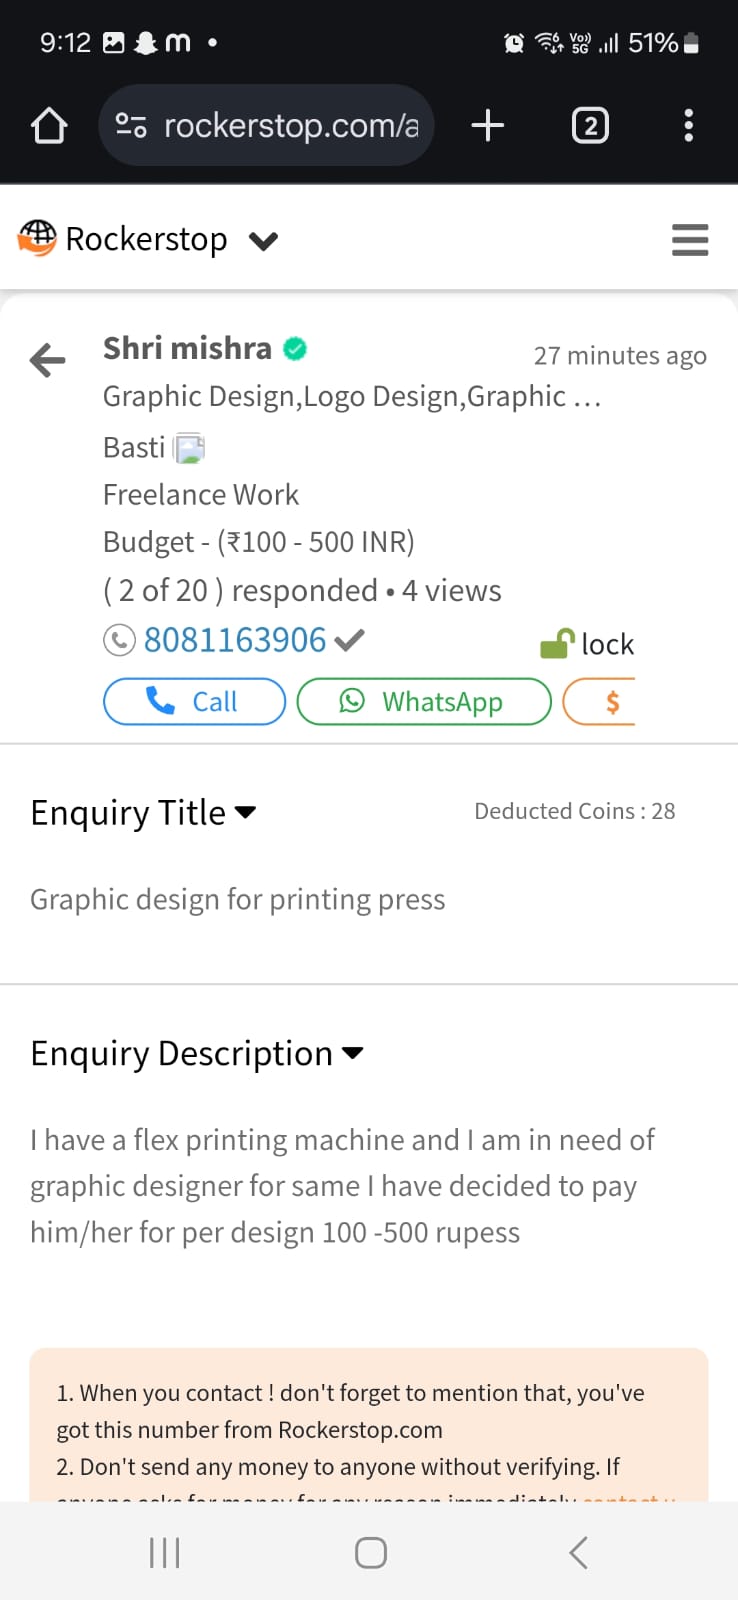 9:12
Vo)) 5G 51%
rockerstop.com/a
2
Rockerstop
Shri mishra
27 minutes ago
Graphic Design,Logo Design,Graphic ...
Basti
Freelance Work
Budget - (₹100 - 500 INR)
( 2 of 20 ) responded • 4 views
8081163906
lock
Call
WhatsApp
$
Enquiry Title
Deducted Coins : 28
Graphic design for printing press
Enquiry Description
I have a flex printing machine and I am in need of
graphic designer for same I have decided to pay
him/her for per design 100 -500 rupess
1. When you contact ! don't forget to mention that, you've
got this number from Rockerstop.com
2. Don't send any money to anyone without verifying. If